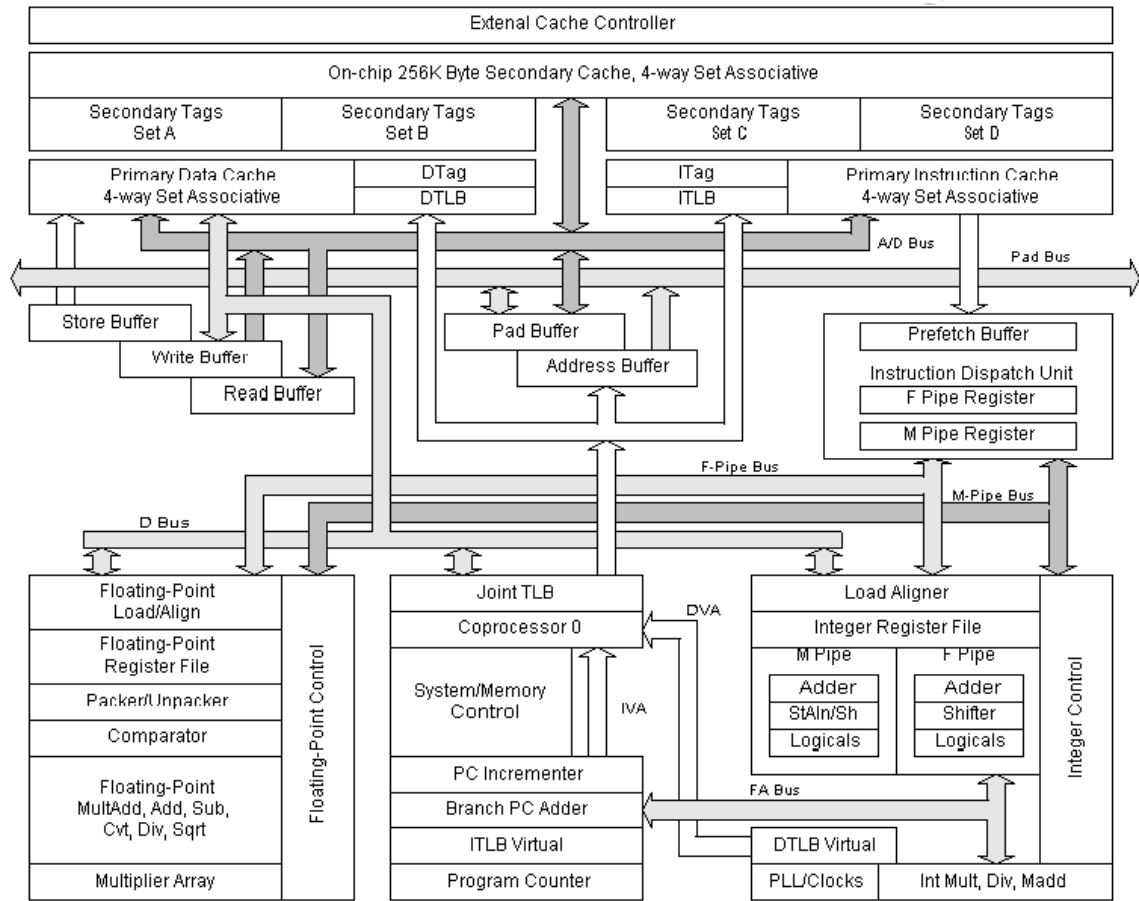 Extenal Cache Controller
On-chip 256K Byte Secondary Cache, 4-way Set Associative
Secondary Tags
Set A
Secondary Tags
Set B
Secondary Tags
Set C
Secondary Tags
Set D
Primary Data Cache
4-way Set Associative
DTag
DTLB
ITag
ITLB
Primary Instruction Cache
4-way Set Associative
A/D Bus
Pad Bus
Store Buffer
Write Buffer
Read Buffer
Pad Buffer
Address Buffer
Prefetch Buffer
Instruction Dispatch Unit
F Pipe Register
M Pipe Register
F-Pipe Bus
M-Pipe Bus
D Bus
Floating-Point
Load/Align
Floating-Point
Register File
Packer/Unpacker
Comparator
Floating-Point
MultAdd, Add, Sub,
Cvt, Div, Sqrt
Multiplier Array
Floating-Point Control
Joint TLB
Coprocessor 0
System/Memory
Control
PC Incrementer
Branch PC Adder
ITLB Virtual
Program Counter
DVA
IVA
FA Bus
Load Aligner
Integer Register File
M Pipe
Adder
StAln/Sh
Logicals
F Pipe
Adder
Shifter
Logicals
Integer Control
DTLB Virtual
PLL/Clocks
Int Mult, Div, Madd